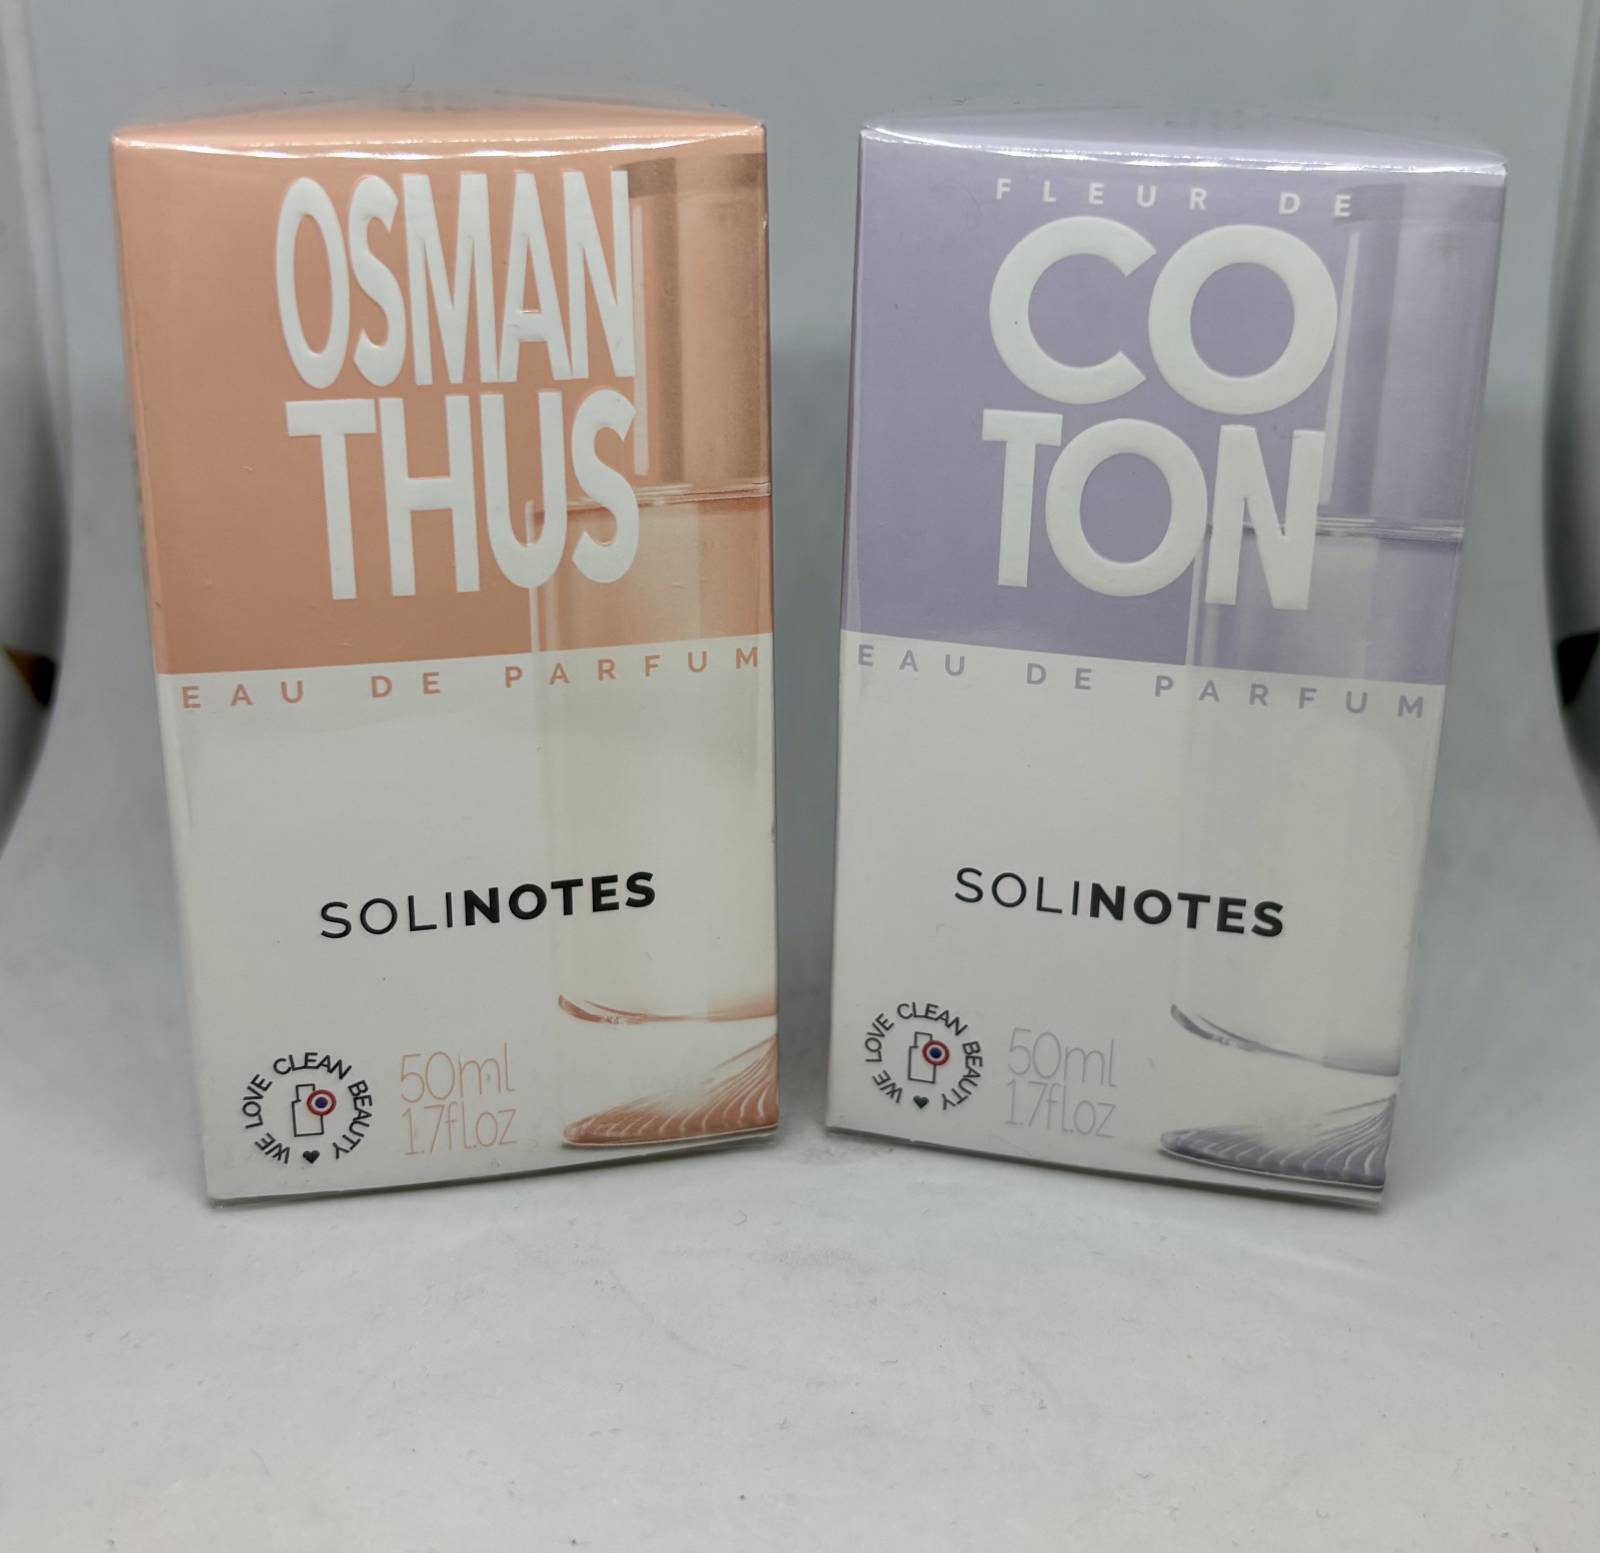 OSMAN
THUS
EAU DE PARFUM
SOLINOTES
WE LOVE CLEAN BEAUTY
50ml
1.7fl.oz
FLEUR DE
CO
TON
EAU DE PARFUM
SOLINOTES
WE LOVE CLEAN BEAUTY
50ml
1.7fl.oz